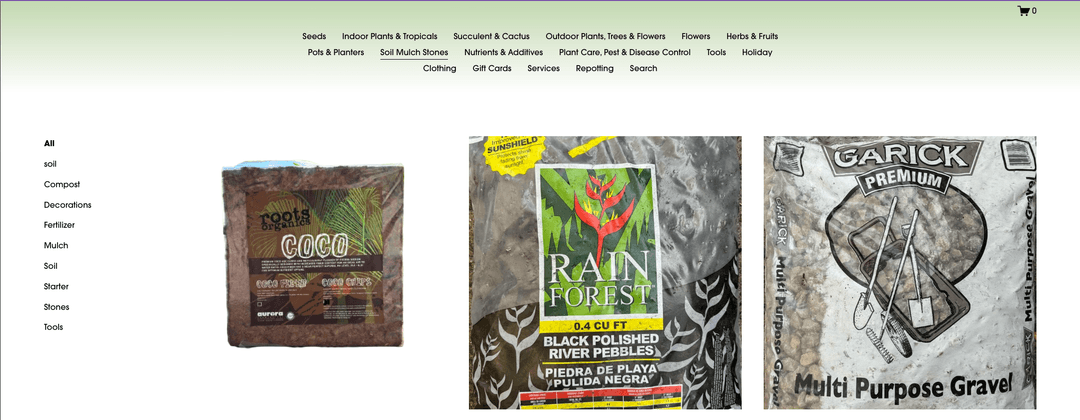 0
Seeds Indoor Plants & Tropicals Succulent & Cactus Outdoor Plants, Trees & Flowers Flowers Herbs & Fruits
Pots & Planters Soil Mulch Stones Nutrients & Additives Plant Care, Pest & Disease Control Tools Holiday
Clothing Gift Cards Services Repotting Search
All
soil
Compost
Decorations
Fertilizer
Mulch
Soil
Starter
Stones
Tools
roots
organics
COCO
COCO FIBER COCO CHIPS
aurora
SUNSHIELD
RAIN
FOREST
0.4 CU FT
BLACK POLISHED
RIVER PEBBLES
PIEDRA DE PLAYA
PULIDA NEGRA
GARICK
PREMIUM
GARICK
Multi Purpose Gravel
Multi Purpose Gravel
Multi Purpose Gravel